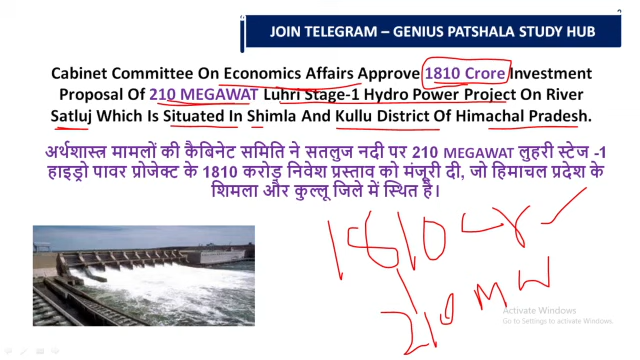 JOIN TELEGRAM – GENIUS PATSHALA STUDY HUB
Cabinet Committee On Economics Affairs Approve 1810 Crore Investment
Proposal Of 210 MEGAWAT Luhri Stage-1 Hydro Power Project On River
Satluj Which Is Situated In Shimla And Kullu District Of Himachal Pradesh.
अर्थशास्त्र मामलों की कैबिनेट समिति ने सतलुज नदी पर 210 MEGAWAT लुहरी स्टेज -1
हाइड्रो पावर प्रोजेक्ट के 1810 करोड़ निवेश प्रस्ताव को मंजूरी दी, जो हिमाचल प्रदेश के
शिमला और कुल्लू जिले में स्थित है।
1810 Cr
210 MW
Activate Windows
Go to Settings to activate Windows.